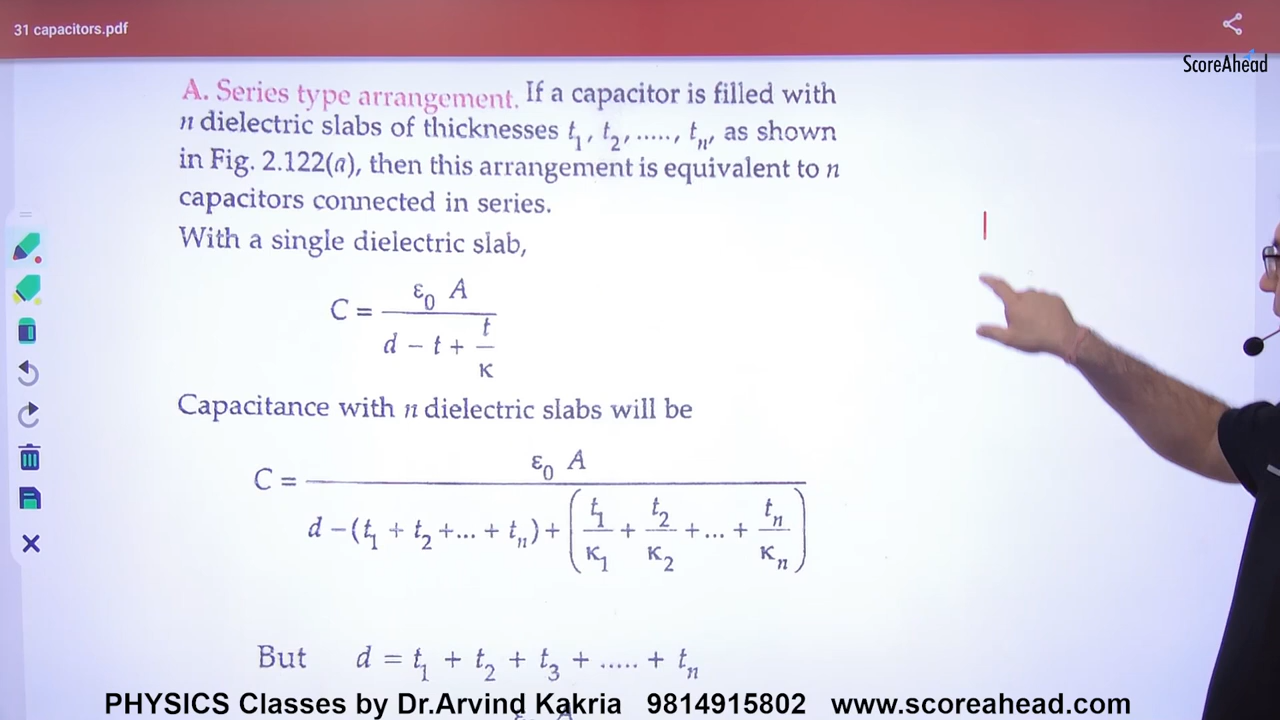 31 capacitors.pdf
ScoreAhead
A. Series type arrangement. If a capacitor is filled with
n dielectric slabs of thicknesses t₁, t₂, ....., tₙ, as shown
in Fig. 2.122(a), then this arrangement is equivalent to n
capacitors connected in series.
With a single dielectric slab,
C = ε₀ A / (d − t + t/κ)
Capacitance with n dielectric slabs will be
C = ε₀ A / (d − (t₁ + t₂ +... + tₙ) + (t₁/κ₁ + t₂/κ₂ +... + tₙ/κₙ))
But d = t₁ + t₂ + t₃ + ..... + tₙ
PHYSICS Classes by Dr.Arvind Kakria 9814915802 www.scoreahead.com